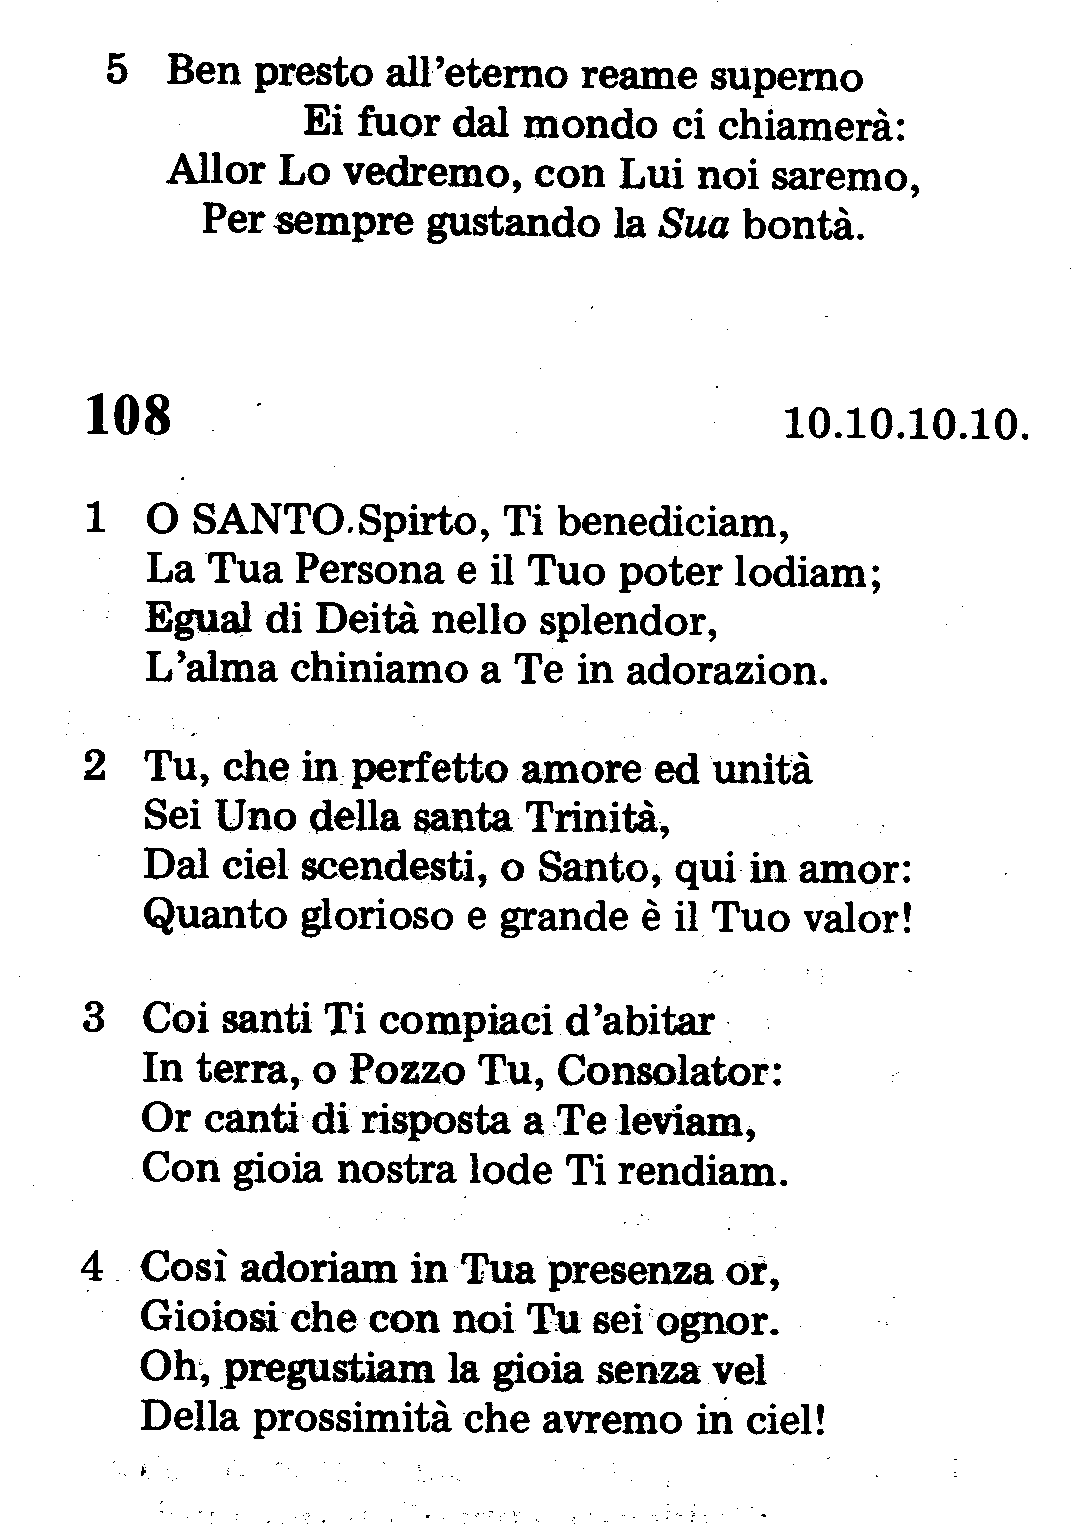 5 Ben presto all'eterno reame superno
Ei fuor dal mondo ci chiamerà:
Allor Lo vedremo, con Lui noi saremo,
Per sempre gustando la Sua bontà.
108 10.10.10.10.
1 O SANTO Spirto, Ti benediciam,
La Tua Persona e il Tuo poter lodiam;
Egual di Deità nello splendor,
L'alma chiniamo a Te in adorazion.
2 Tu, che in perfetto amore ed unità
Sei Uno della santa Trinità,
Dal ciel scendesti, o Santo, qui in amor:
Quanto glorioso e grande è il Tuo valor!
3 Coi santi Ti compiaci d'abitar
In terra, o Pozzo Tu, Consolator:
Or canti di risposta a Te leviam,
Con gioia nostra lode Ti rendiam.
4 Così adoriam in Tua presenza or,
Gioiosi che con noi Tu sei ognor.
Oh, pregustiam la gioia senza vel
Della prossimità che avremo in ciel!